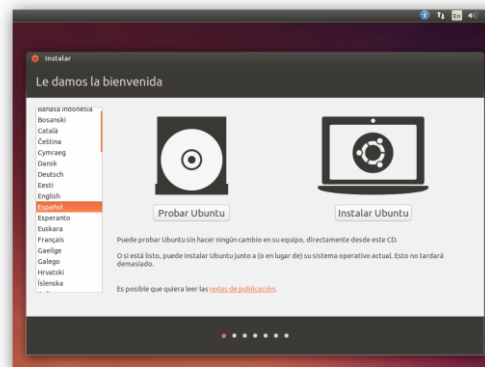 En
Instalar
Le damos la bienvenida
Bahasa Indonesia
Bosanski
Català
Čeština
Cymraeg
Dansk
Deutsch
Eesti
English
Español
Esperanto
Euskara
Français
Gaeilge
Galego
Hrvatski
Íslenska
Probar Ubuntu
Instalar Ubuntu
Puede probar Ubuntu sin hacer ningún cambio en su equipo, directamente desde este CD.
O si está listo, puede instalar Ubuntu junto a (o en lugar de) su sistema operativo actual. Esto no tardará
demasiado.
Es posible que quiera leer las notas de publicación.